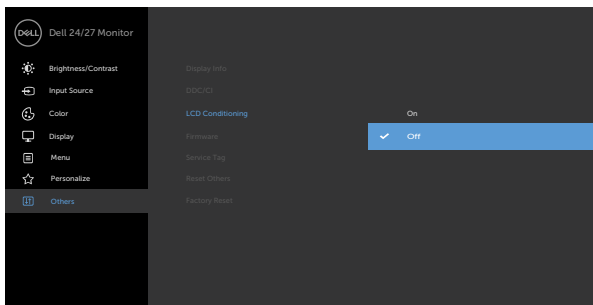 DELL Dell 24/27 Monitor
Brightness/Contrast Display Info
Input Source DDC/CI
Color LCD Conditioning On
Display Firmware Off
Menu Service Tag
Personalize Reset Others
Others Factory Reset